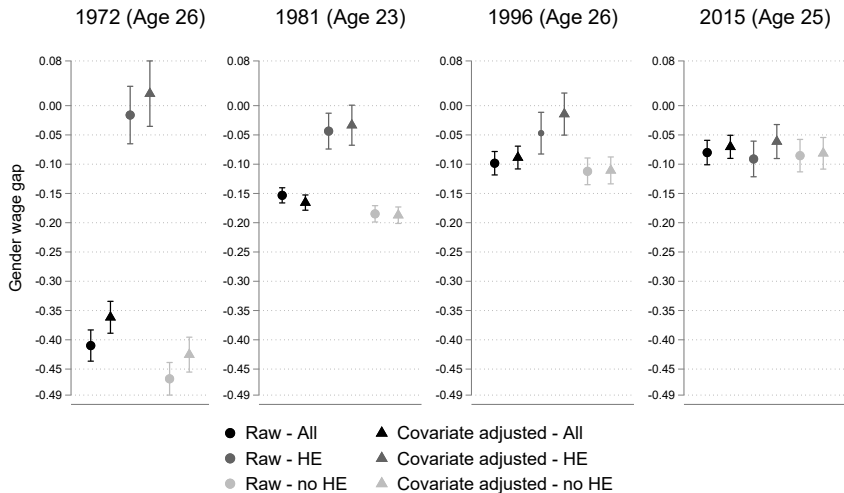 1972 (Age 26) 1981 (Age 23) 1996 (Age 26) 2015 (Age 25)
Gender wage gap
0.08 0.08 0.08 0.08
0.00 0.00 0.00 0.00
-0.05 -0.05 -0.05 -0.05
-0.10 -0.10 -0.10 -0.10
-0.15 -0.15 -0.15 -0.15
-0.20 -0.20 -0.20 -0.20
-0.25 -0.25 -0.25 -0.25
-0.30 -0.30 -0.30 -0.30
-0.35 -0.35 -0.35 -0.35
-0.40 -0.40 -0.40 -0.40
-0.45 -0.45 -0.45 -0.45
-0.49 -0.49 -0.49 -0.49
Raw - All Covariate adjusted - All
Raw - HE Covariate adjusted - HE
Raw - no HE Covariate adjusted - no HE